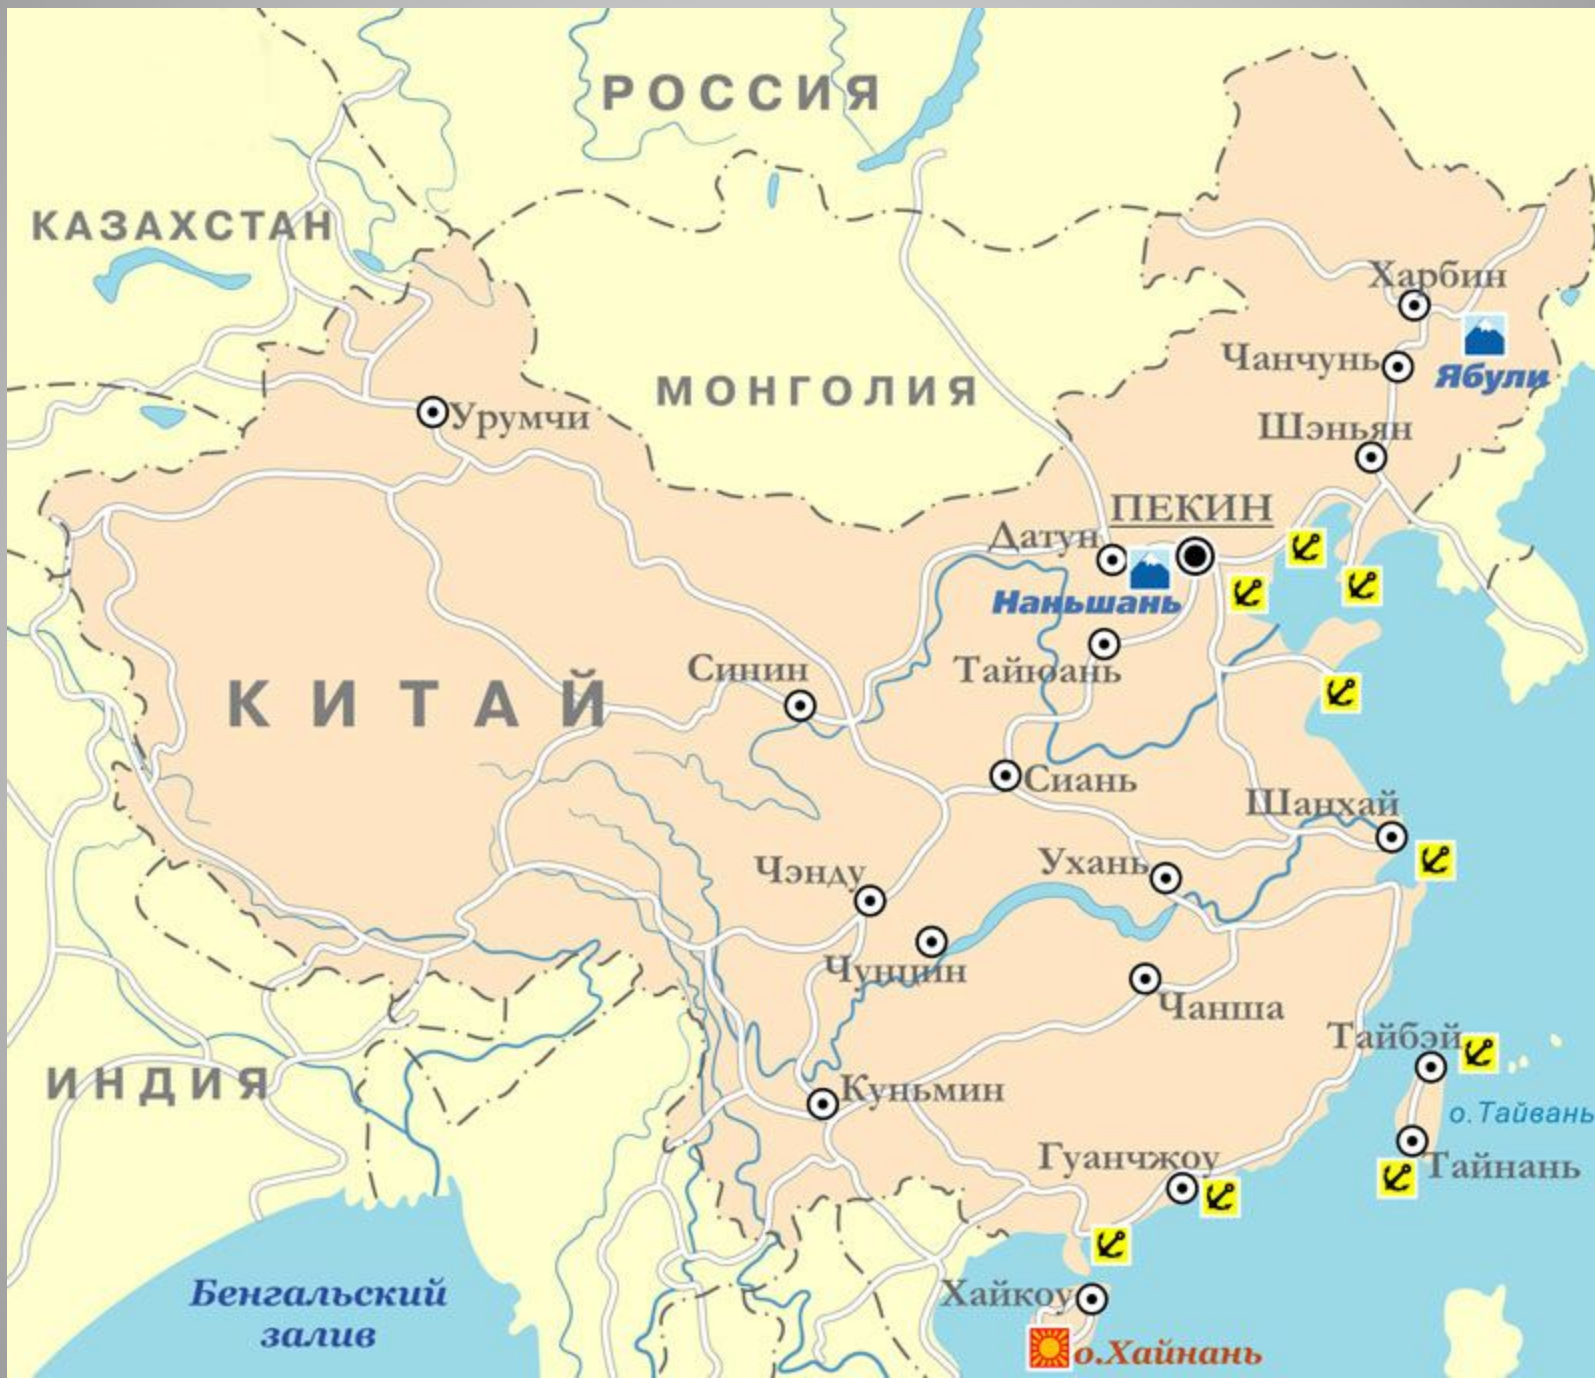 РОССИЯ
КАЗАХСТАН
Харбин
Чанчунь
Ябули
МОНГОЛИЯ
Урумчи
Шэньян
ПЕКИН
Датун
Наньшань
Синин
Тайюань
КИТАЙ
Сиань
Шанхай
Ухань
Чэнду
Чунцин
Чанша
Тайбэй
ИНДИЯ
Куньмин
о.Тайвань
Гуанчжоу
Тайнань
Бенгальский
залив
Хайкоу
о.Хайнань